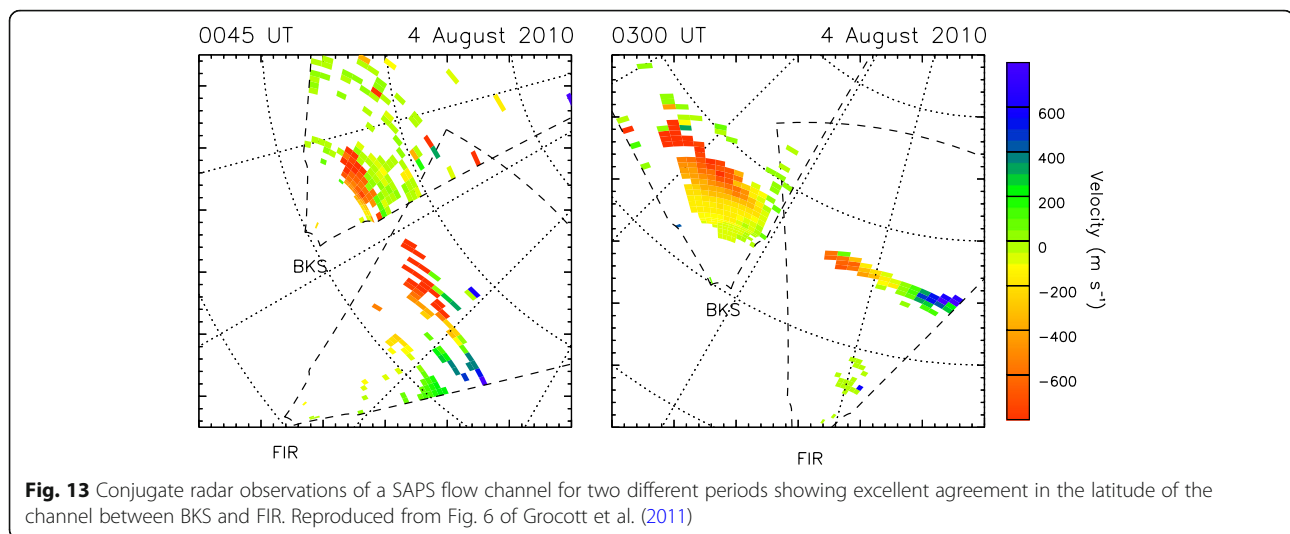 0045 UT 4 August 2010
0300 UT 4 August 2010
BKS
FIR
BKS
FIR
600
400
200
0
−200
−400
−600
Velocity (m s⁻¹)
Fig. 13 Conjugate radar observations of a SAPS flow channel for two different periods showing excellent agreement in the latitude of the
channel between BKS and FIR. Reproduced from Fig. 6 of Grocott et al. (2011)